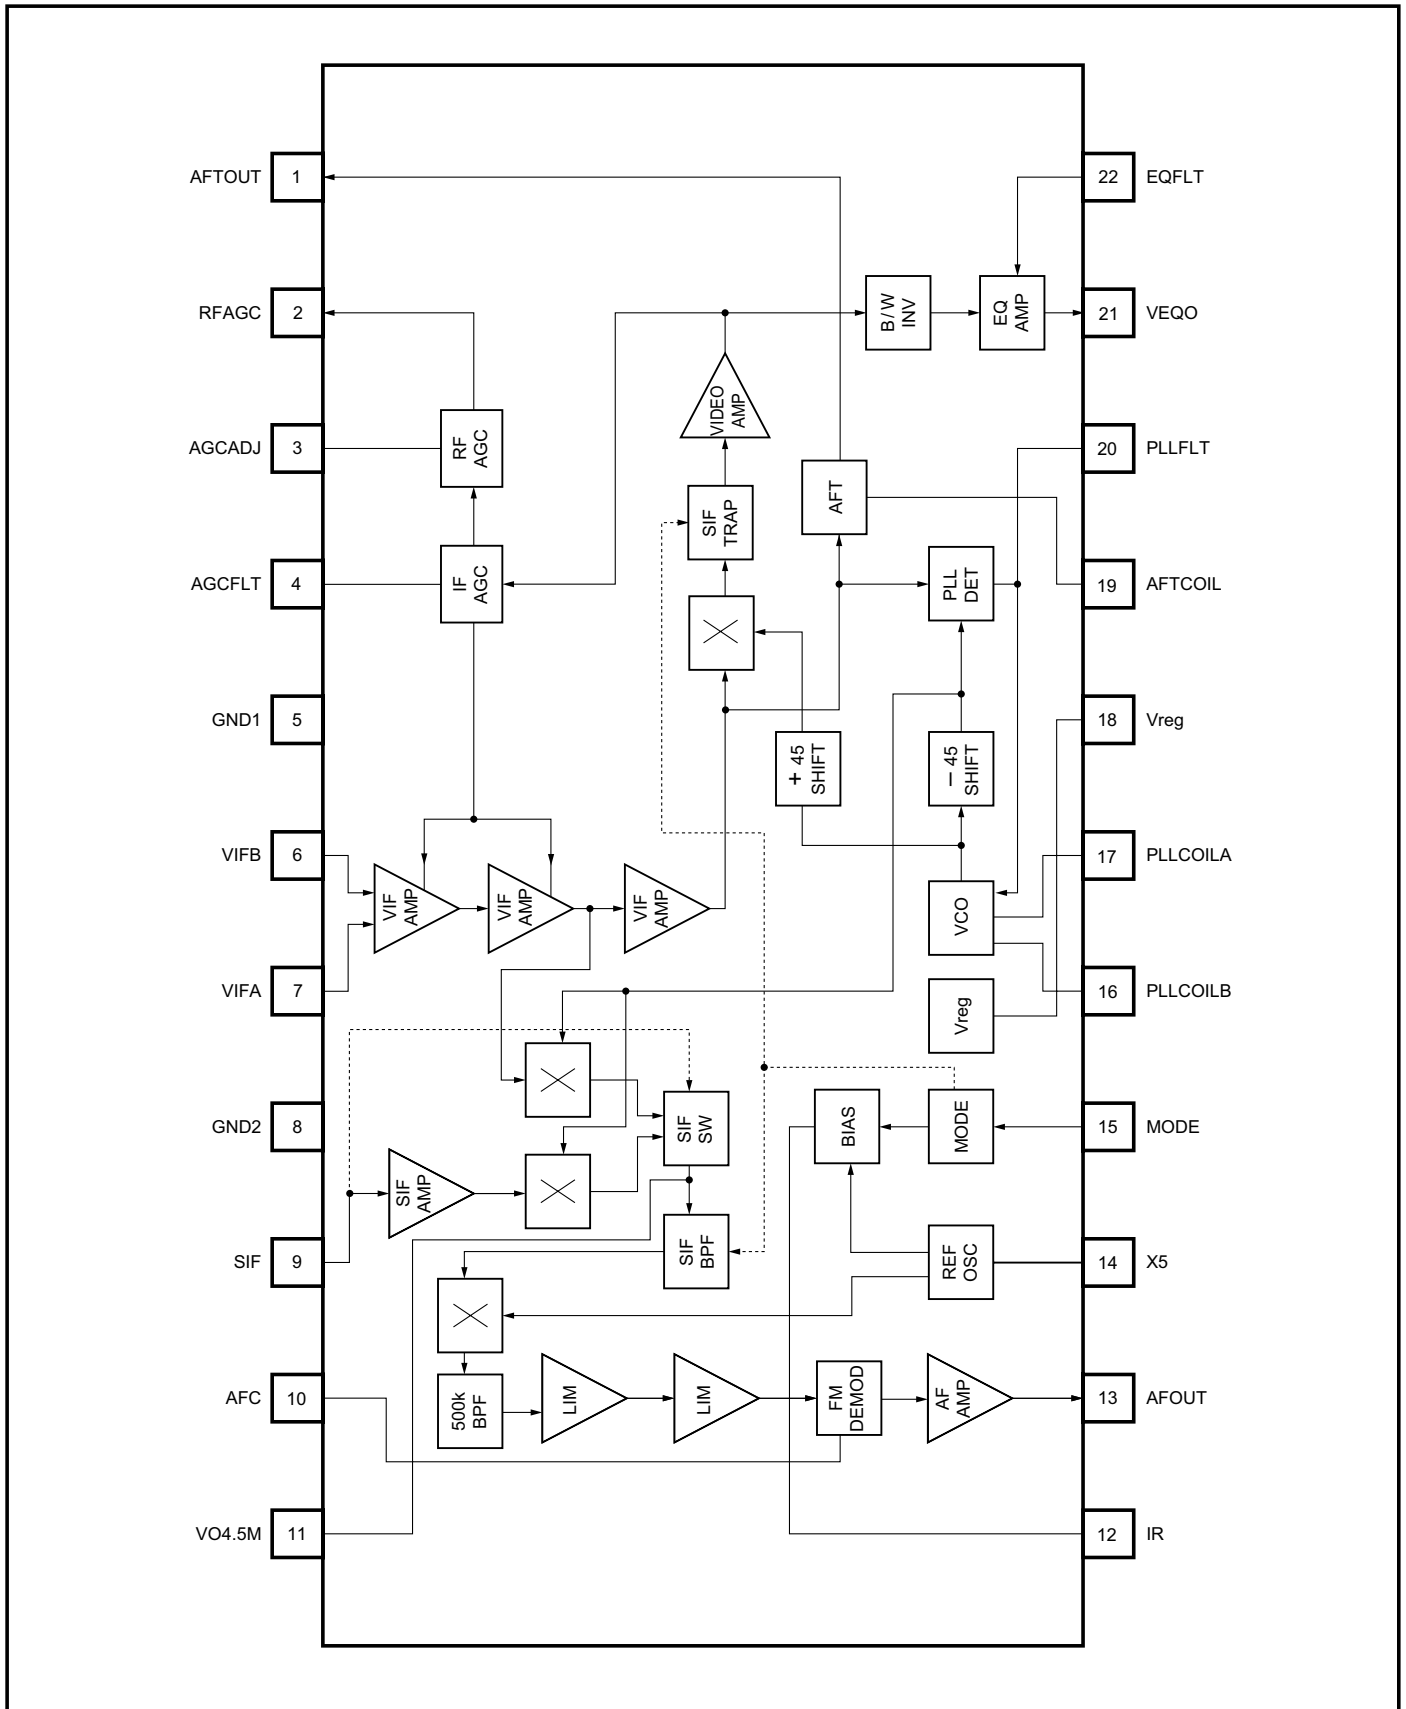 AFTOUT
1
22
EQFLT
RFAGC
2
B/W
INV
EQ
AMP
21
VEQO
VIDEO
AMP
AGCADJ
3
RF
AGC
20
PLLFLT
AFT
SIF
TRAP
AGCFLT
4
IF
AGC
PLL
DET
19
AFTCOIL
GND1
5
18
Vreg
+ 45
SHIFT
− 45
SHIFT
VIFB
6
17
PLLCOILA
VIF
AMP
VIF
AMP
VIF
AMP
VCO
VIFA
7
16
PLLCOILB
Vreg
GND2
8
SIF
SW
BIAS
MODE
15
MODE
SIF
AMP
SIF
9
SIF
BPF
REF
OSC
14
X5
AFC
10
500k
BPF
LIM
LIM
FM
DEMOD
AF
AMP
13
AFOUT
VO4.5M
11
12
IR